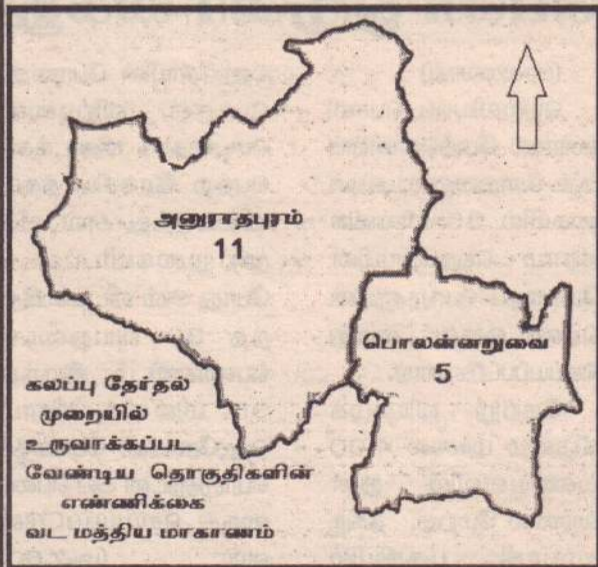 அனுராதபுரம்
11
பொலன்னறுவை
5
கலப்பு தேர்தல்
முறையில்
உருவாக்கப்பட
வேண்டிய தொகுதிகளின்
எண்ணிக்கை
வட மத்திய மாகாணம்